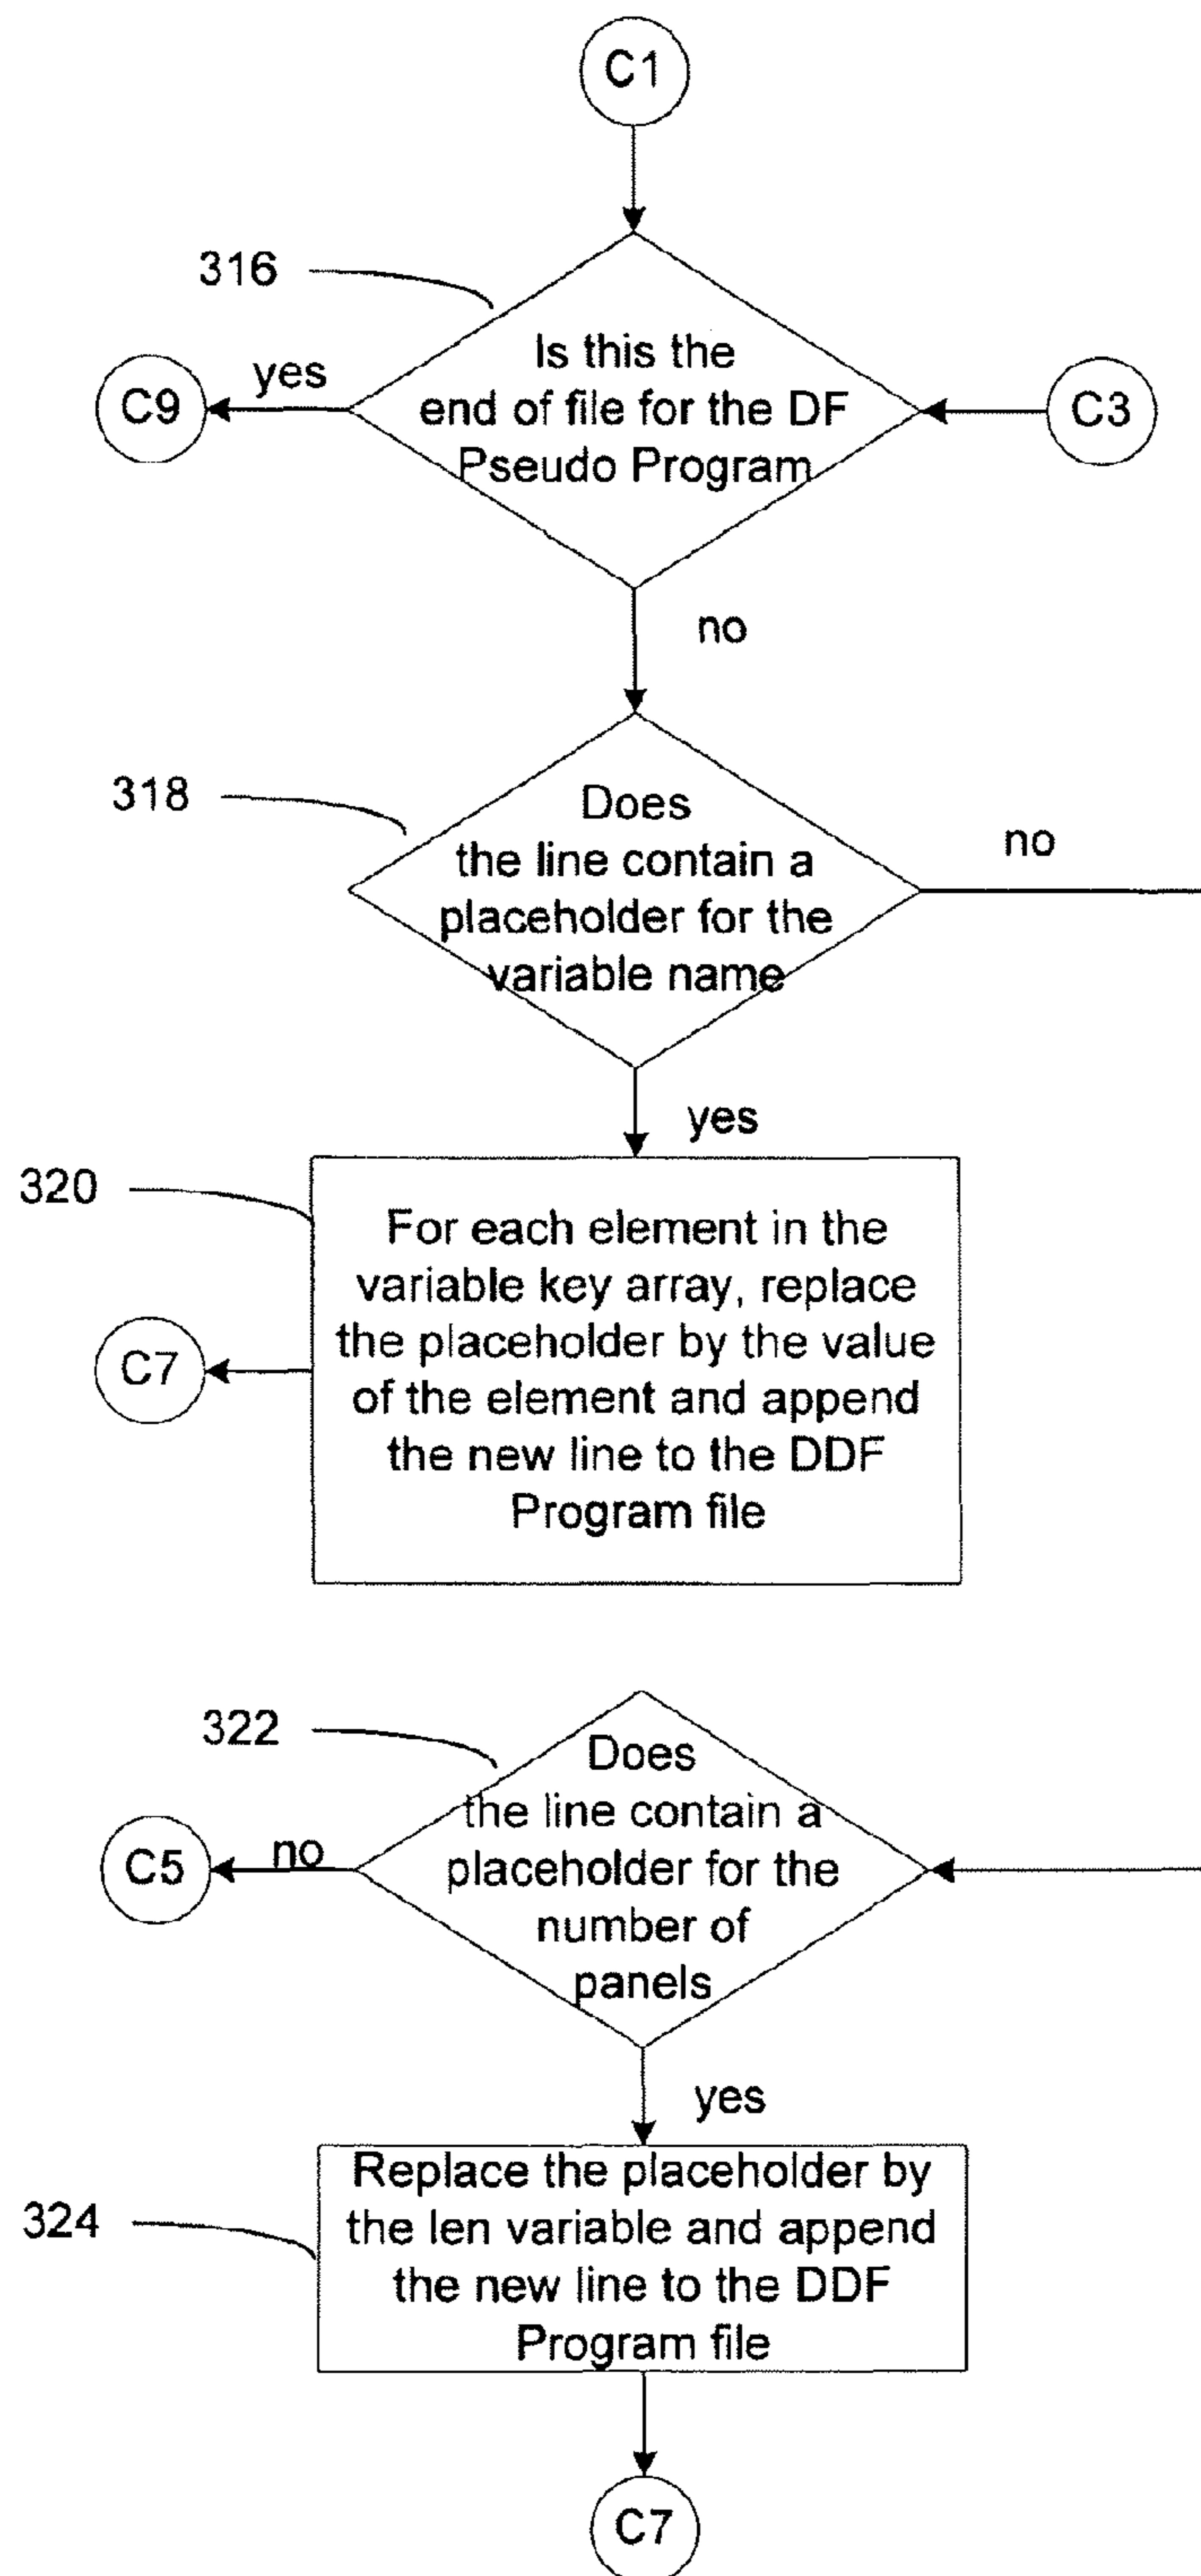 C1
316
Is this the
end of file for the DF
Pseudo Program
yes
C9
C3
no
318
Does
the line contain a
placeholder for the
variable name
no
yes
320
For each element in the
variable key array, replace
the placeholder by the value
of the element and append
the new line to the DDF
Program file
C7
322
Does
the line contain a
placeholder for the
number of
panels
no
C5
yes
324
Replace the placeholder by
the len variable and append
the new line to the DDF
Program file
C7